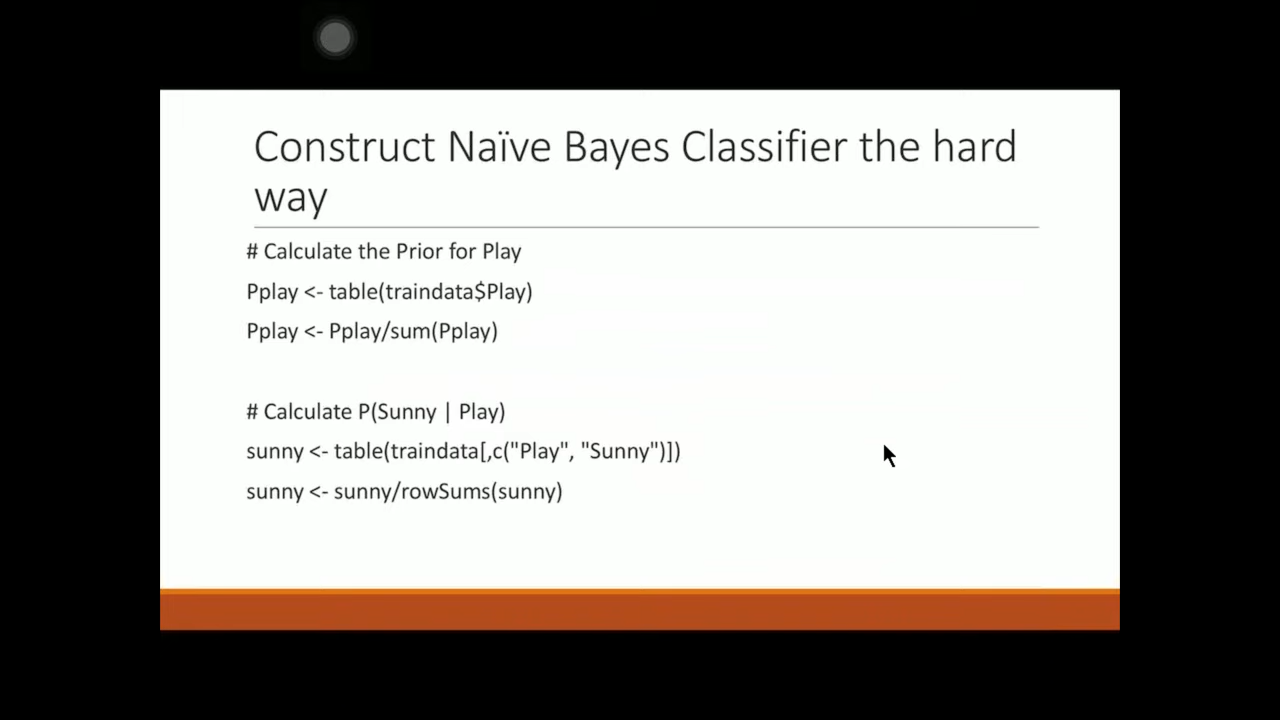 Construct Naïve Bayes Classifier the hard
way
# Calculate the Prior for Play
Pplay <- table(traindata$Play)
Pplay <- Pplay/sum(Pplay)
# Calculate P(Sunny | Play)
sunny <- table(traindata[,c("Play", "Sunny")])
sunny <- sunny/rowSums(sunny)